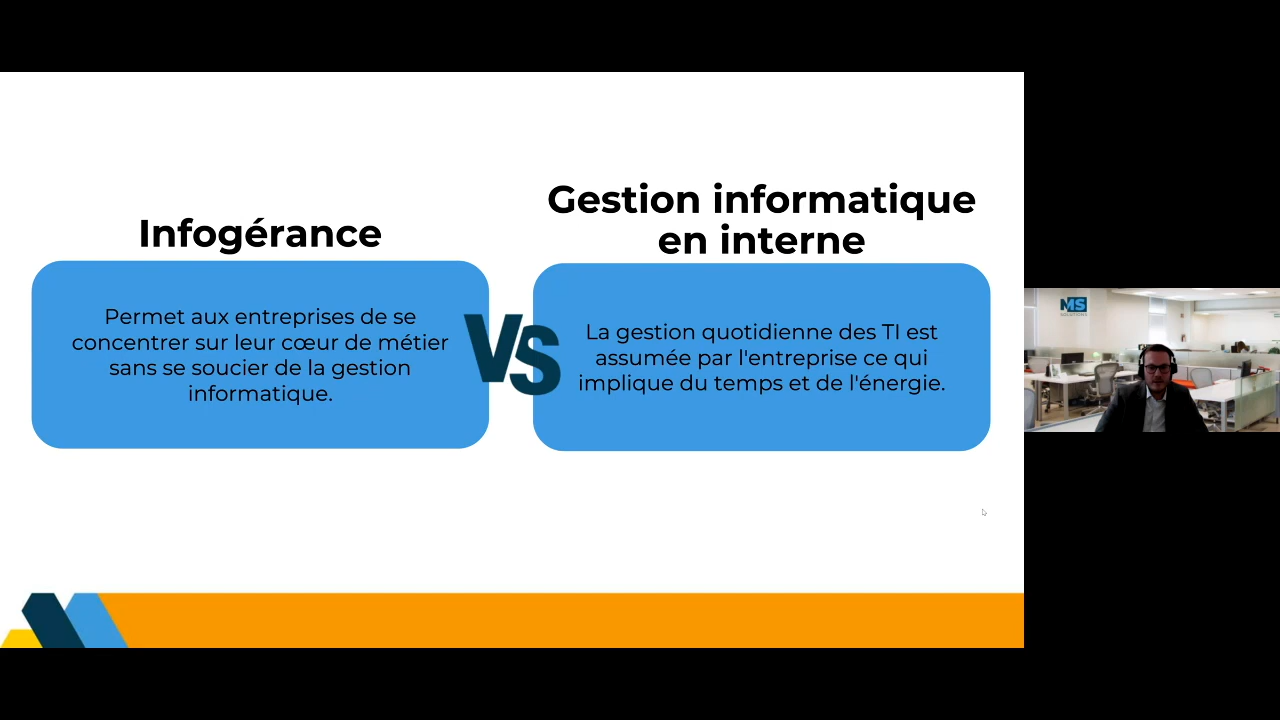 Infogérance
Permet aux entreprises de se
concentrer sur leur cœur de métier
sans se soucier de la gestion
informatique.
VS
Gestion informatique
en interne
La gestion quotidienne des TI est
assumée par l'entreprise ce qui
implique du temps et de l'énergie.
MS
SOLUTIONS